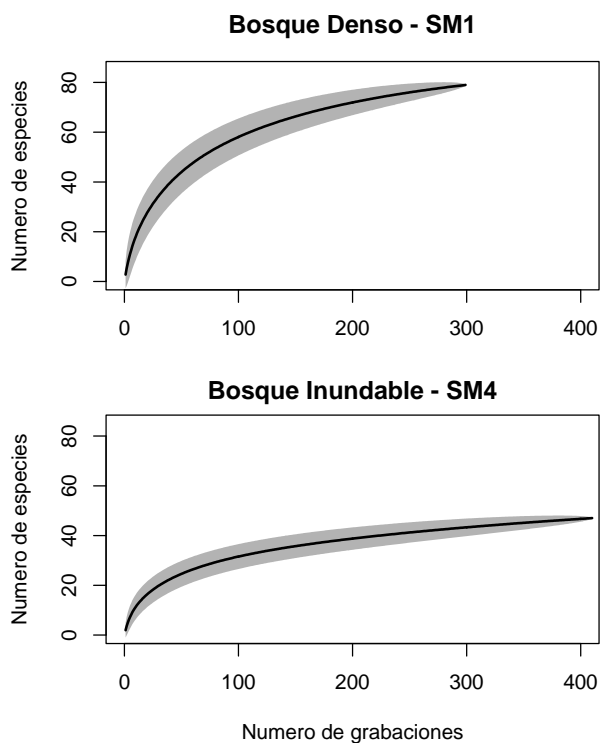 Bosque Denso - SM1
Numero de especies
80
60
40
20
0
0 100 200 300 400
Bosque Inundable - SM4
Numero de especies
80
60
40
20
0
0 100 200 300 400
Numero de grabaciones